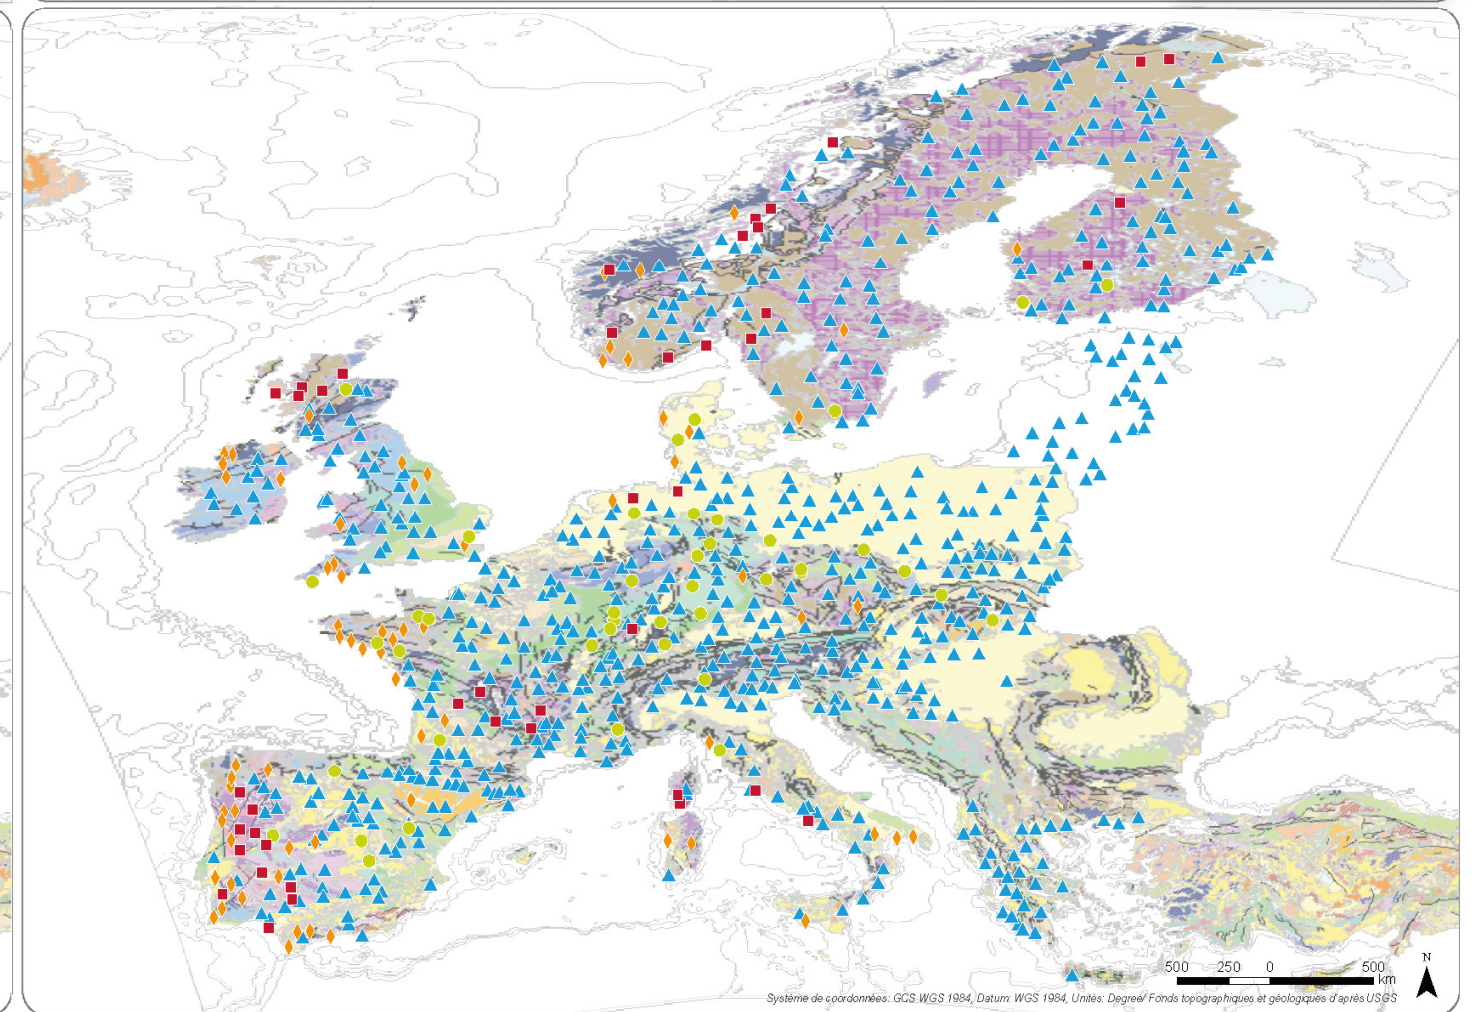 N
500 250 0 500
km
Système de coordonnées: GCS WGS 1984, Datum: WGS 1984, Unités: Degree/ Fonds topographiques et géologiques d'après USGS